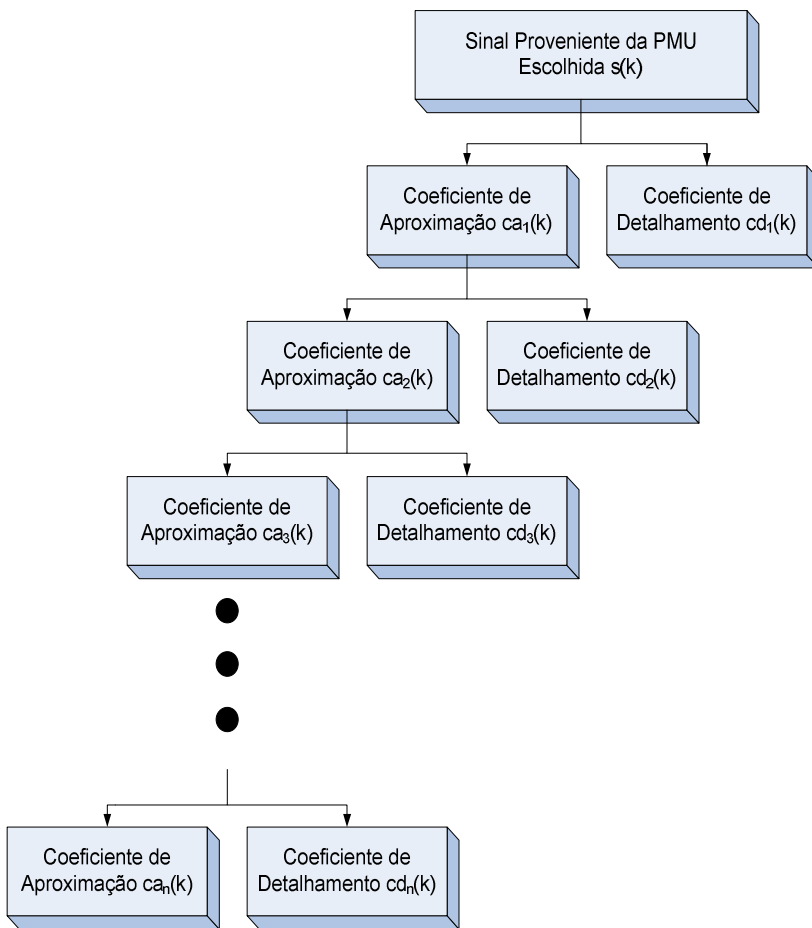 Sinal Proveniente da PMU
Escolhida s(k)
Coeficiente de
Aproximação ca₁(k)
Coeficiente de
Detalhamento cd₁(k)
Coeficiente de
Aproximação ca₂(k)
Coeficiente de
Detalhamento cd₂(k)
Coeficiente de
Aproximação ca₃(k)
Coeficiente de
Detalhamento cd₃(k)
Coeficiente de
Aproximação caₙ(k)
Coeficiente de
Detalhamento cdₙ(k)